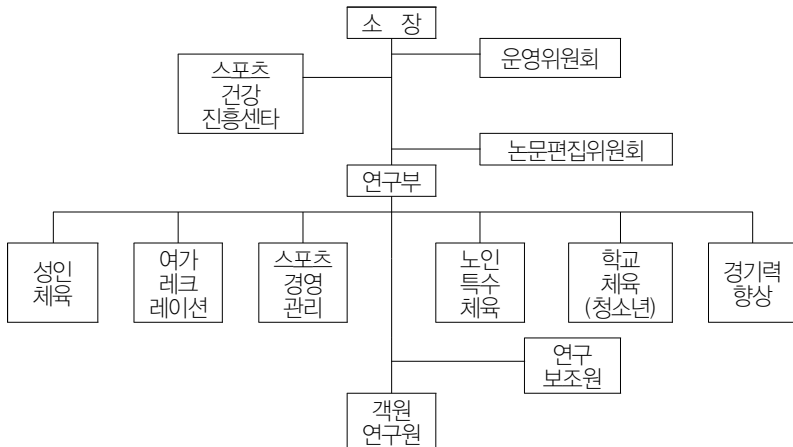 소 장
운영위원회
스포츠
건강
진흥센타
논문편집위원회
연구부
성인
체육
여가
레크
레이션
스포츠
경영
관리
노인
특수
체육
학교
체육
(청소년)
경기력
향상
연구
보조원
객원
연구원